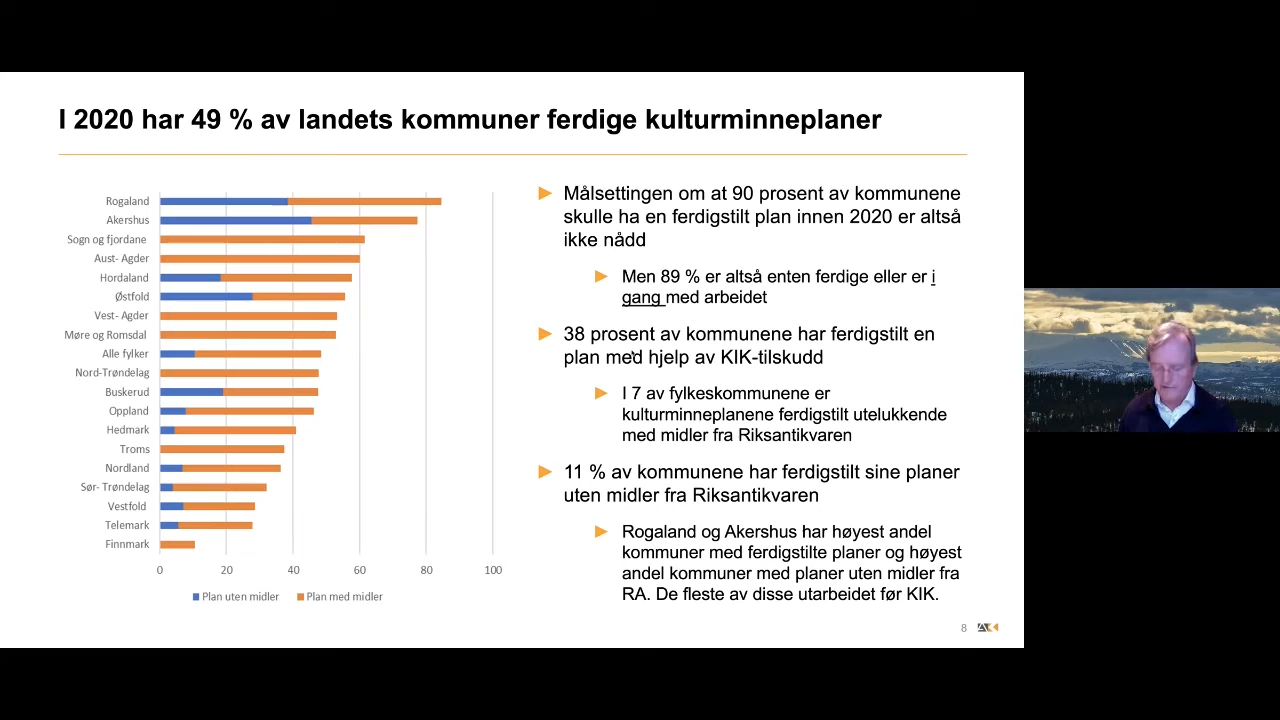 I 2020 har 49 % av landets kommuner ferdige kulturminneplaner
Rogaland
Akershus
Sogn og fjordane
Aust- Agder
Hordaland
Østfold
Vest- Agder
Møre og Romsdal
Alle fylker
Nord-Trøndelag
Buskerud
Oppland
Hedmark
Troms
Nordland
Sør- Trøndelag
Vestfold
Telemark
Finnmark
0 20 40 60 80 100
Plan uten midler Plan med midler
Målsettingen om at 90 prosent av kommunene
skulle ha en ferdigstilt plan innen 2020 er altså
ikke nådd
Men 89 % er altså enten ferdige eller er i
gang med arbeidet
38 prosent av kommunene har ferdigstilt en
plan med hjelp av KIK-tilskudd
I 7 av fylkeskommunene er
kulturminneplanene ferdigstilt utelukkende
med midler fra Riksantikvaren
11 % av kommunene har ferdigstilt sine planer
uten midler fra Riksantikvaren
Rogaland og Akershus har høyest andel
kommuner med ferdigstilte planer og høyest
andel kommuner med planer uten midler fra
RA. De fleste av disse utarbeidet før KIK.
8